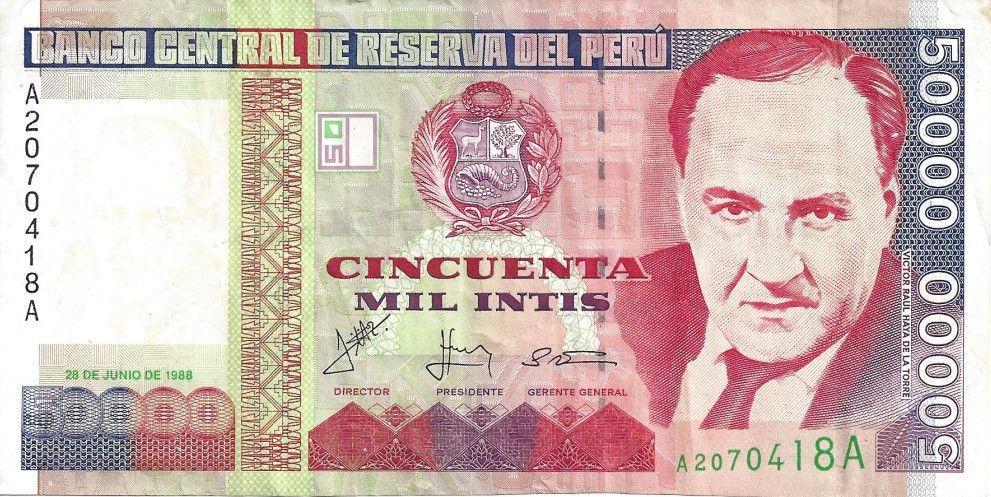 BANCO CENTRAL DE RESERVA DEL PERÚ
A2070418A
50
CINCUENTA
MIL INTIS
28 DE JUNIO DE 1988
DIRECTOR PRESIDENTE GERENTE GENERAL
50000
A2070418A
VICTOR RAUL HAYA DE LA TORRE
50000
50000